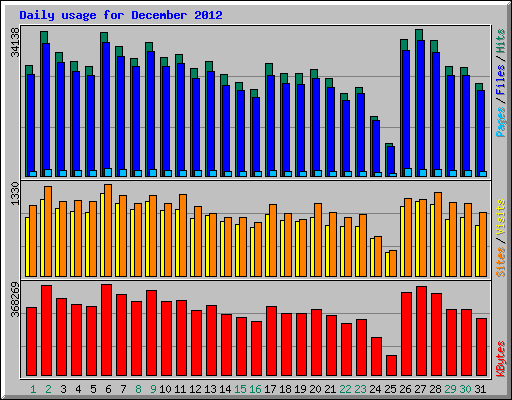 Daily usage for December 2012
34138
Pages / Files / Hits
1330
Sites / Visits
368269
KBytes
1 2 3 4 5 6 7 8 9 10 11 12 13 14 15 16 17 18 19 20 21 22 23 24 25 26 27 28 29 30 31